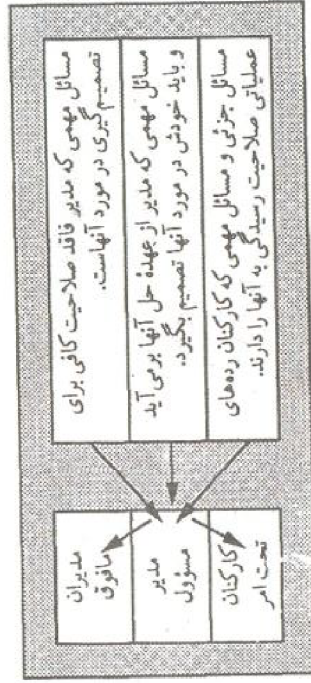 مسائل مهمی که مدیر فاقد صلاحیت کافی برای
تصمیم‌گیری در مورد آنهاست.
مسائل مهمی که مدیر از عهدهٔ حل آنها برمی‌آید
و باید خودش در مورد آنها تصمیم بگیرد.
مسائل جزئی و مسائل مهمی که کارکنان رده‌های
عملیاتی صلاحیت رسیدگی به آنها را دارند.
مدیران
مافوق
مدیر
مسؤول
کارکنان
تحت امر